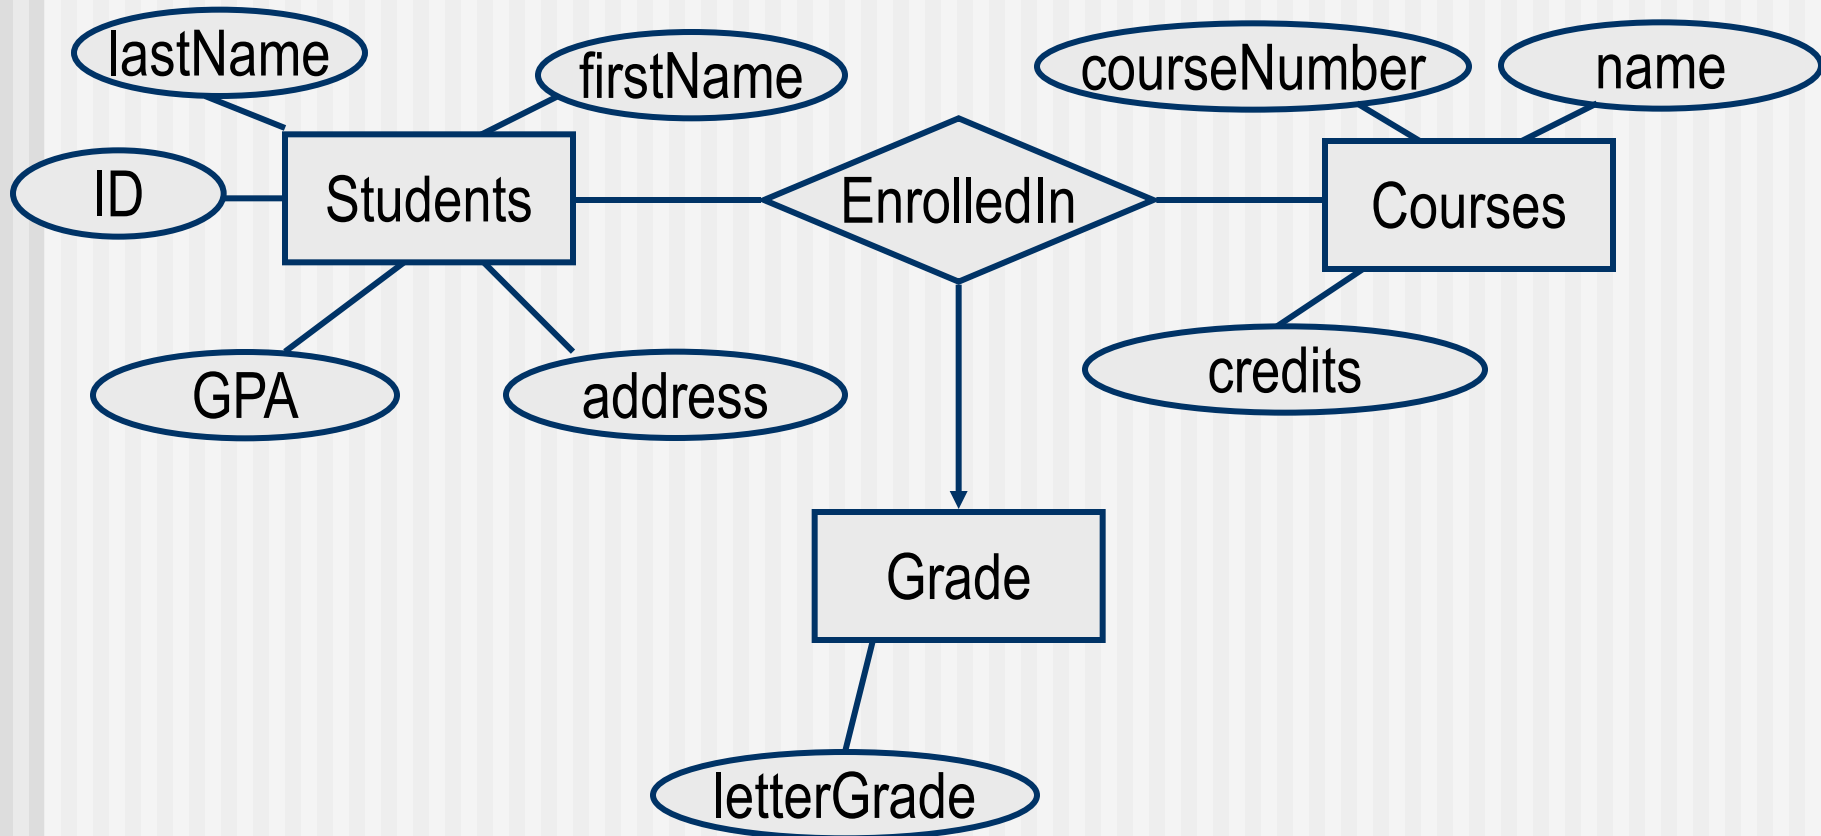 lastName
firstName
courseNumber
name
ID
Students
EnrolledIn
Courses
GPA
address
credits
Grade
letterGrade